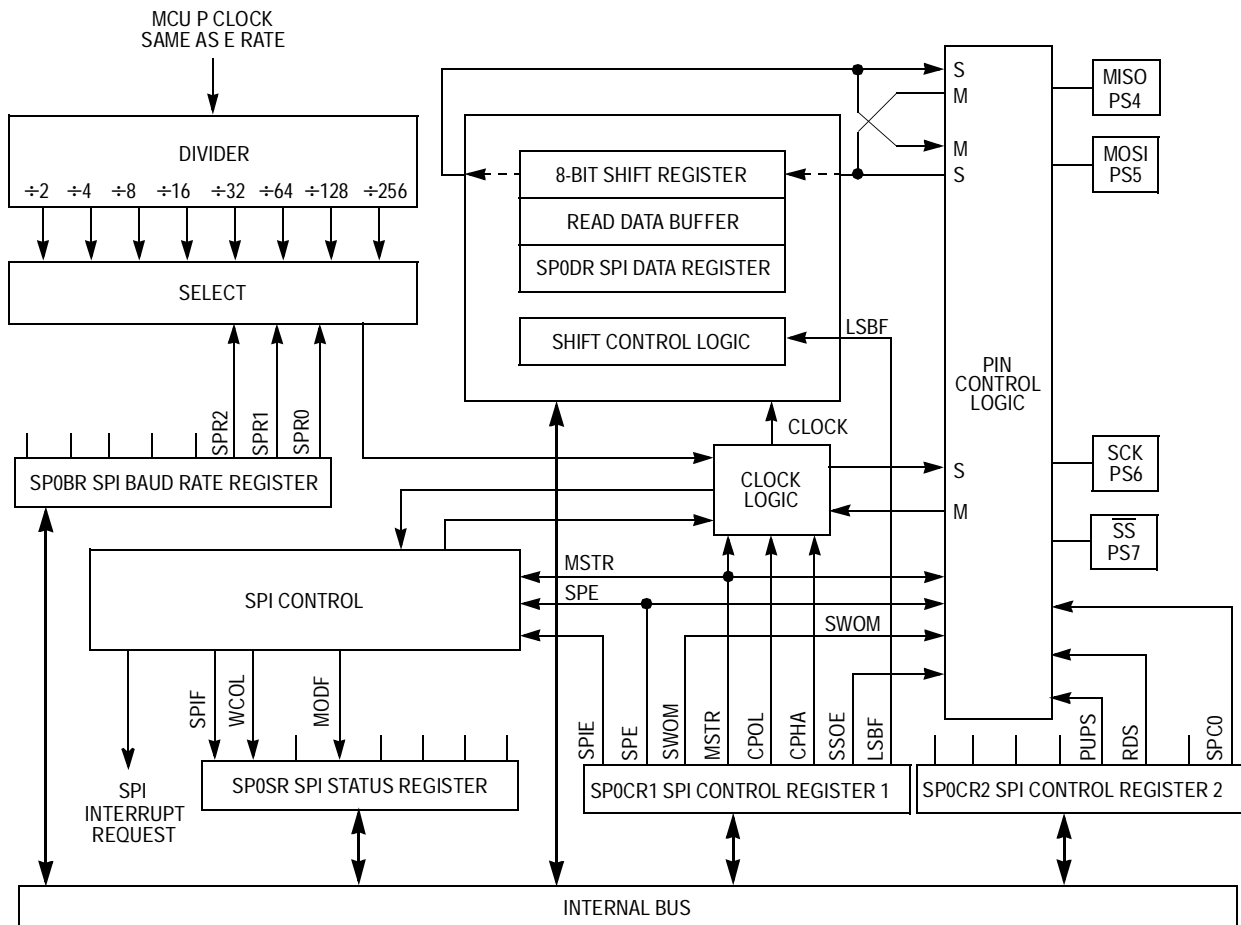 MCU P CLOCK
SAME AS E RATE
DIVIDER
÷2 ÷4 ÷8 ÷16 ÷32 ÷64 ÷128 ÷256
SELECT
SPR2
SPR1
SPR0
SP0BR SPI BAUD RATE REGISTER
8-BIT SHIFT REGISTER
READ DATA BUFFER
SP0DR SPI DATA REGISTER
SHIFT CONTROL LOGIC
LSBF
CLOCK
CLOCK
LOGIC
S
M
M
S
PIN
CONTROL
LOGIC
S
M
MISO
PS4
MOSI
PS5
SCK
PS6
SS
PS7
SPI CONTROL
MSTR
SPE
SWOM
SPIF
WCOL
MODF
SPI
INTERRUPT
REQUEST
SP0SR SPI STATUS REGISTER
SPIE
SPE
SWOM
MSTR
CPOL
CPHA
SSOE
LSBF
SP0CR1 SPI CONTROL REGISTER 1
PUPS
RDS
SPC0
SP0CR2 SPI CONTROL REGISTER 2
INTERNAL BUS